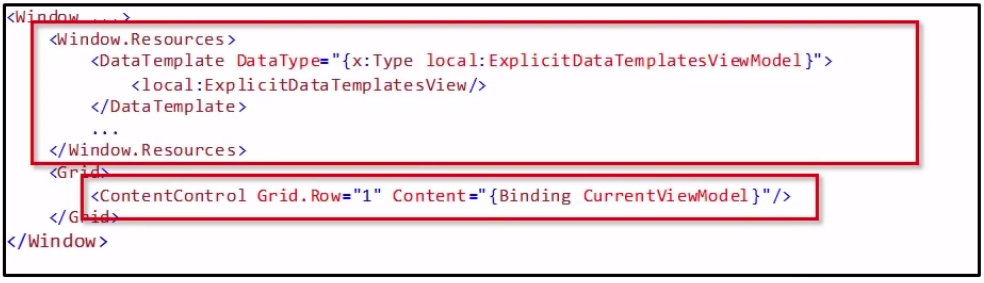 <Window ...>
<Window.Resources>
<DataTemplate DataType="{x:Type local:ExplicitDataTemplatesViewModel}">
<local:ExplicitDataTemplatesView/>
</DataTemplate>
...
</Window.Resources>
<Grid>
<ContentControl Grid.Row="1" Content="{Binding CurrentViewModel}"/>
</Grid>
</Window>